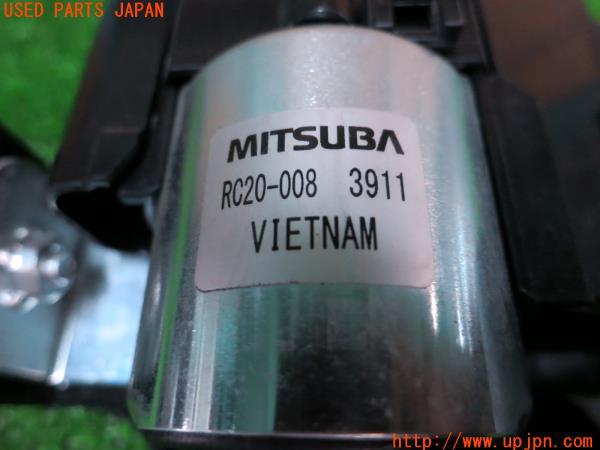 USED PARTS JAPAN
MITSUBA
RC20-008 3911
VIETNAM
http://www.upjpn.com/